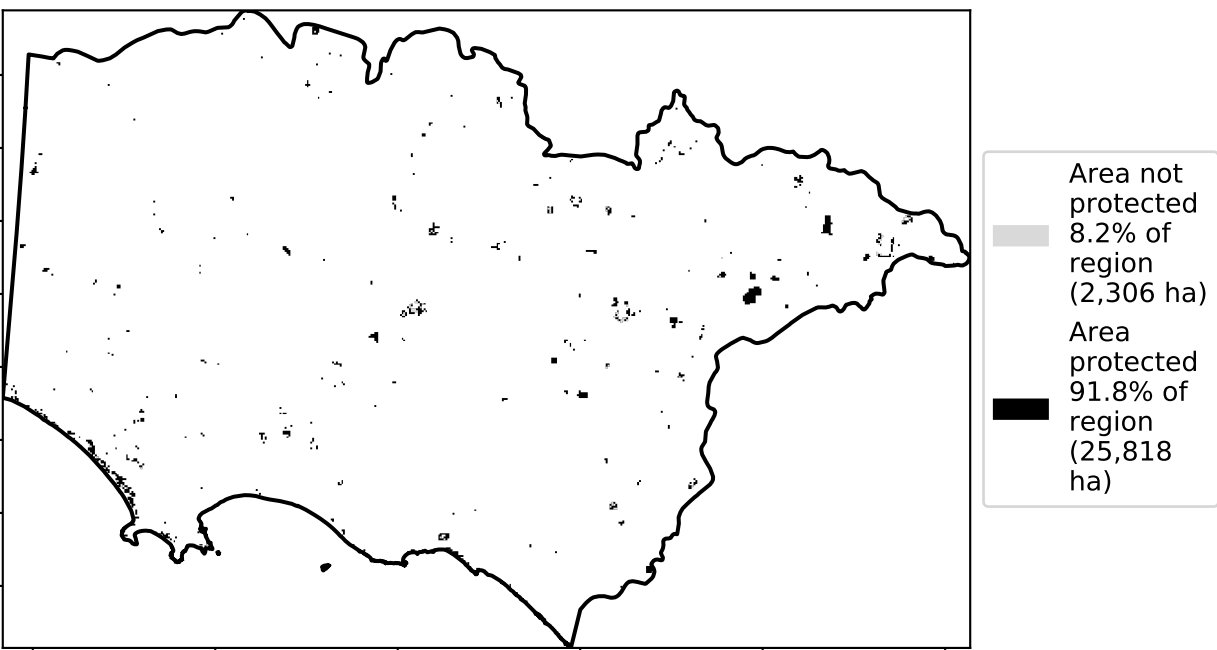 Area not
protected
8.2% of
region
(2,306 ha)
Area
protected
91.8% of
region
(25,818
ha)